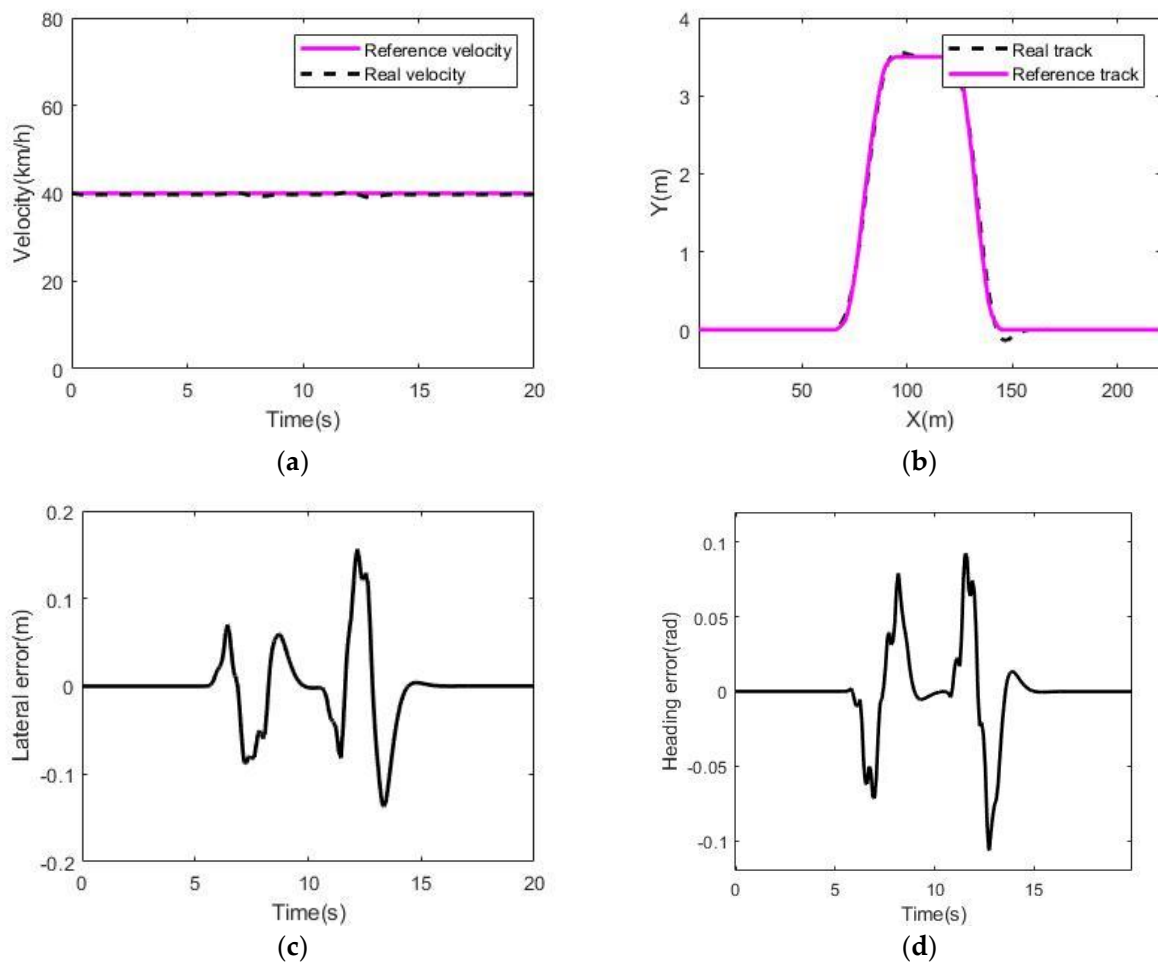 80
60
40
20
0
0 5 10 15 20
Velocity(km/h)
Time(s)
Reference velocity
Real velocity
(a)
4
3
2
1
0
50 100 150 200
Y(m)
X(m)
Real track
Reference track
(b)
0.2
0.1
0
-0.1
-0.2
0 5 10 15 20
Lateral error(m)
Time(s)
(c)
0.1
0.05
0
-0.05
-0.1
0 5 10 15
Heading error(rad)
Time(s)
(d)